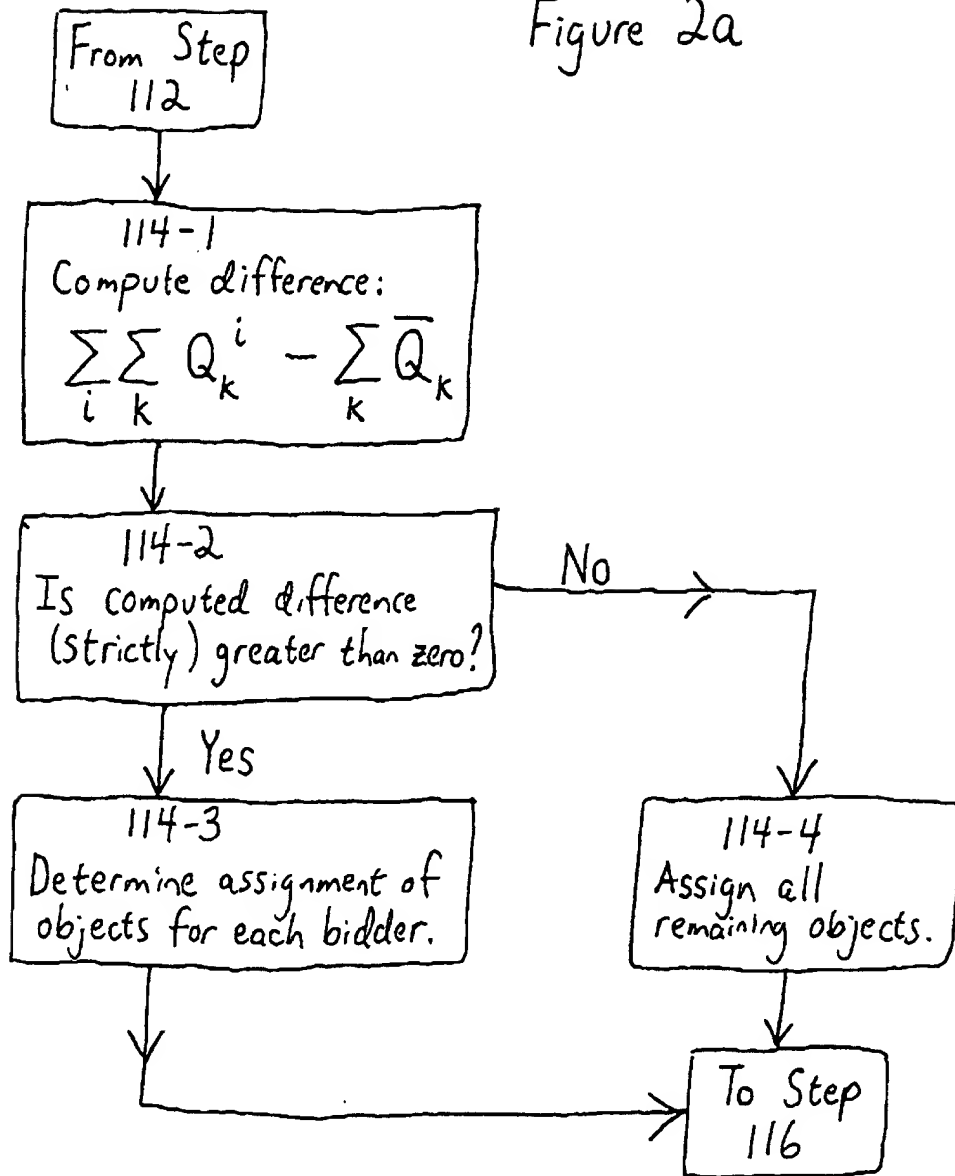 Figure 2a
From Step
112
114-1
Compute difference:
∑ ∑ Q_k^i − ∑ Q̅_k
i k k
114-2
Is computed difference
(strictly) greater than zero?
No
Yes
114-3
Determine assignment of
objects for each bidder.
114-4
Assign all
remaining objects.
To Step
116